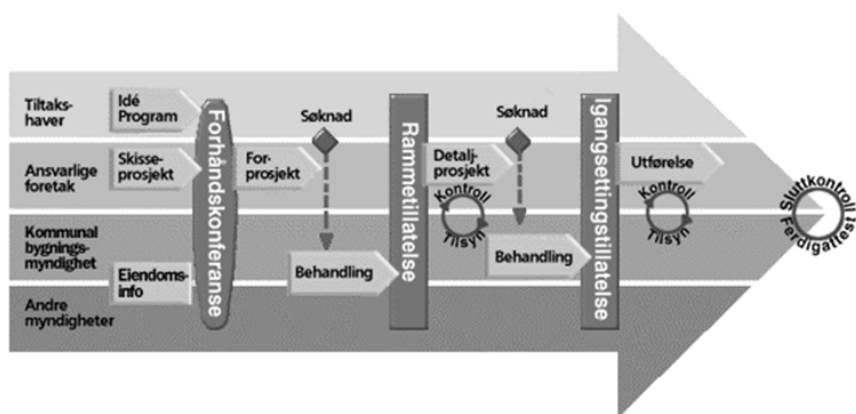 Tiltaks-
haver
Idé
Program
Ansvarlige
foretak
Skisse-
prosjekt
Kommunal
bygnings-
myndighet
Eiendoms-
info
Andre
myndigheter
Forhåndskonferanse
For-
prosjekt
Søknad
Behandling
Rammetillatelse
Detalj-
prosjekt
Kontroll
Tilsyn
Søknad
Behandling
Igangsettingstillatelse
Utførelse
Kontroll
Tilsyn
Sluttkontroll
Ferdigattest